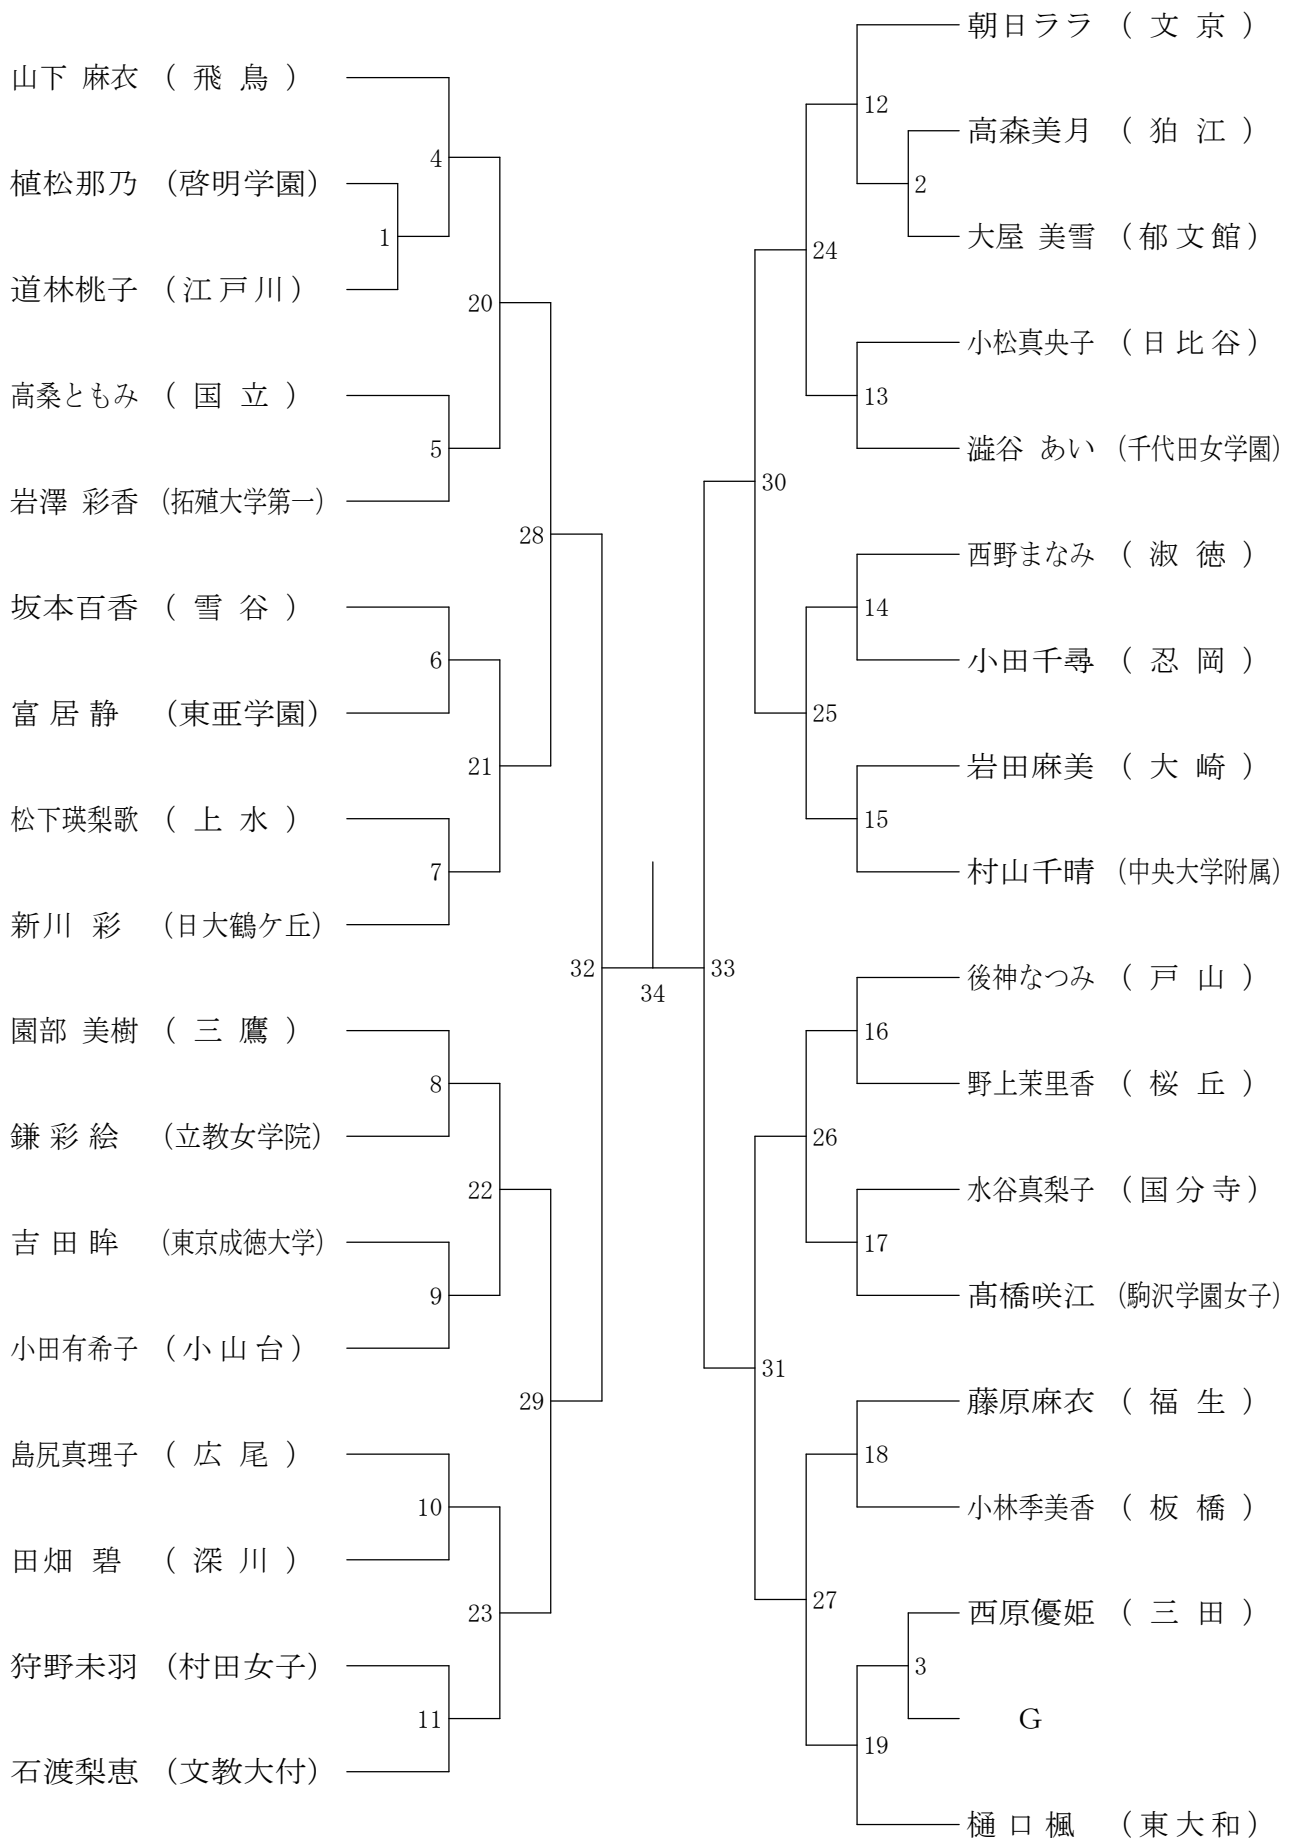 山下 麻衣 ( 飛 鳥 )
植松那乃 (啓明学園)
道林桃子 (江戸川)
高桑ともみ ( 国 立 )
岩澤 彩香 (拓殖大学第一)
坂本百香 ( 雪 谷 )
富 居 静 (東亜学園)
松下瑛梨歌 ( 上 水 )
新川 彩 (日大鶴ケ丘)
園部 美樹 ( 三 鷹 )
鎌 彩 絵 (立教女学院)
吉 田 眸 (東京成徳大学)
小田有希子 (小山台)
島尻真理子 ( 広 尾 )
田畑 碧 ( 深 川 )
狩野未羽 (村田女子)
石渡梨恵 (文教大付)
4
1
20
5
28
6
21
7
32
8
22
9
29
10
23
11
34
33
12
2
24
13
30
14
25
15
16
26
17
31
18
27
3
19
朝日ララ ( 文 京 )
高森美月 ( 狛 江 )
大屋 美雪 (郁文館)
小松真央子 (日比谷)
澁谷 あい (千代田女学園)
西野まなみ ( 淑 徳 )
小田千尋 ( 忍 岡 )
岩田麻美 ( 大 崎 )
村山千晴 (中央大学附属)
後神なつみ ( 戸 山 )
野上茉里香 ( 桜 丘 )
水谷真梨子 (国分寺)
髙橋咲江 (駒沢学園女子)
藤原麻衣 ( 福 生 )
小林季美香 ( 板 橋 )
西原優姫 ( 三 田 )
G
樋 口 楓 (東大和)